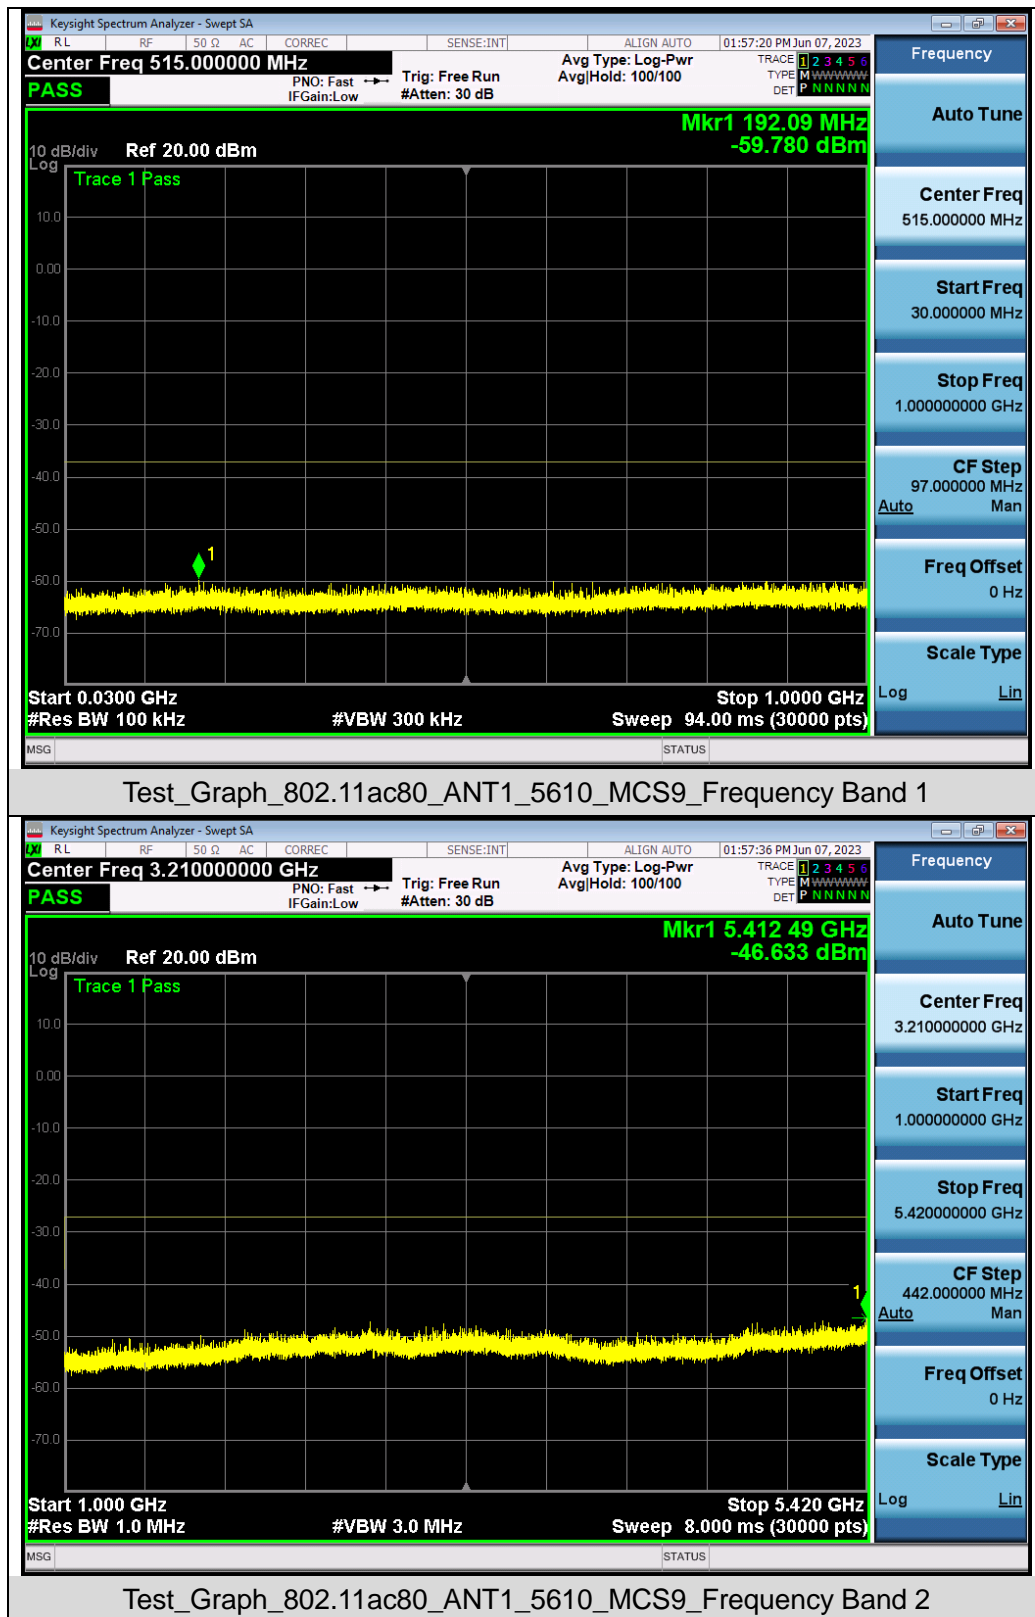 Keysight Spectrum Analyzer - Swept SA
LXI RL RF 50 Ω AC CORREC SENSE:INT ALIGN AUTO 01:57:20 PM Jun 07, 2023
Center Freq 515.000000 MHz
PASS
PNO: Fast
IFGain:Low
Trig: Free Run
#Atten: 30 dB
Avg Type: Log-Pwr
Avg|Hold: 100/100
TRACE 1 2 3 4 5 6
TYPE M W W W W W
DET P N N N N N
Mkr1 192.09 MHz
-59.780 dBm
10 dB/div Ref 20.00 dBm
Log
Trace 1 Pass
10.0
0.00
-10.0
-20.0
-30.0
-40.0
-50.0
1
-60.0
-70.0
Start 0.0300 GHz Stop 1.0000 GHz
#Res BW 100 kHz #VBW 300 kHz Sweep 94.00 ms (30000 pts)
MSG STATUS
Frequency
Auto Tune
Center Freq
515.000000 MHz
Start Freq
30.000000 MHz
Stop Freq
1.000000000 GHz
CF Step
97.000000 MHz
Auto Man
Freq Offset
0 Hz
Scale Type
Log Lin
Test_Graph_802.11ac80_ANT1_5610_MCS9_Frequency Band 1
Keysight Spectrum Analyzer - Swept SA
LXI RL RF 50 Ω AC CORREC SENSE:INT ALIGN AUTO 01:57:36 PM Jun 07, 2023
Center Freq 3.210000000 GHz
PASS
PNO: Fast
IFGain:Low
Trig: Free Run
#Atten: 30 dB
Avg Type: Log-Pwr
Avg|Hold: 100/100
TRACE 1 2 3 4 5 6
TYPE M W W W W W
DET P N N N N N
Mkr1 5.412 49 GHz
-46.633 dBm
10 dB/div Ref 20.00 dBm
Log
Trace 1 Pass
10.0
0.00
-10.0
-20.0
-30.0
-40.0
1
-50.0
-60.0
-70.0
Start 1.000 GHz Stop 5.420 GHz
#Res BW 1.0 MHz #VBW 3.0 MHz Sweep 8.000 ms (30000 pts)
MSG STATUS
Frequency
Auto Tune
Center Freq
3.210000000 GHz
Start Freq
1.000000000 GHz
Stop Freq
5.420000000 GHz
CF Step
442.000000 MHz
Auto Man
Freq Offset
0 Hz
Scale Type
Log Lin
Test_Graph_802.11ac80_ANT1_5610_MCS9_Frequency Band 2